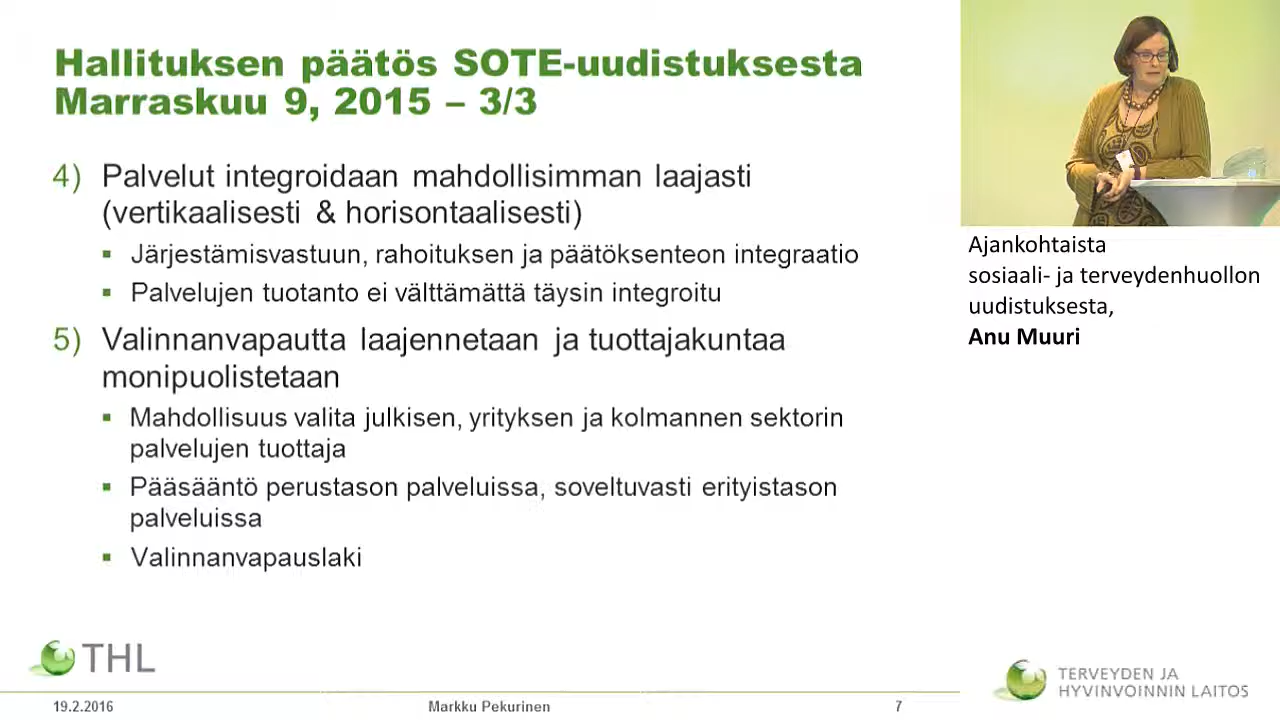 Hallituksen päätös SOTE-uudistuksesta
Marraskuu 9, 2015 – 3/3
4) Palvelut integroidaan mahdollisimman laajasti
(vertikaalisesti & horisontaalisesti)
▪ Järjestämisvastuun, rahoituksen ja päätöksenteon integraatio
▪ Palvelujen tuotanto ei välttämättä täysin integroitu
5) Valinnanvapautta laajennetaan ja tuottajakuntaa
monipuolistetaan
▪ Mahdollisuus valita julkisen, yrityksen ja kolmannen sektorin
palvelujen tuottaja
▪ Pääsääntö perustason palveluissa, soveltuvasti erityistason
palveluissa
▪ Valinnanvapauslaki
THL
19.2.2016
Markku Pekurinen
7
Ajankohtaista
sosiaali- ja terveydenhuollon
uudistuksesta,
Anu Muuri
TERVEYDEN JA
HYVINVOINNIN LAITOS